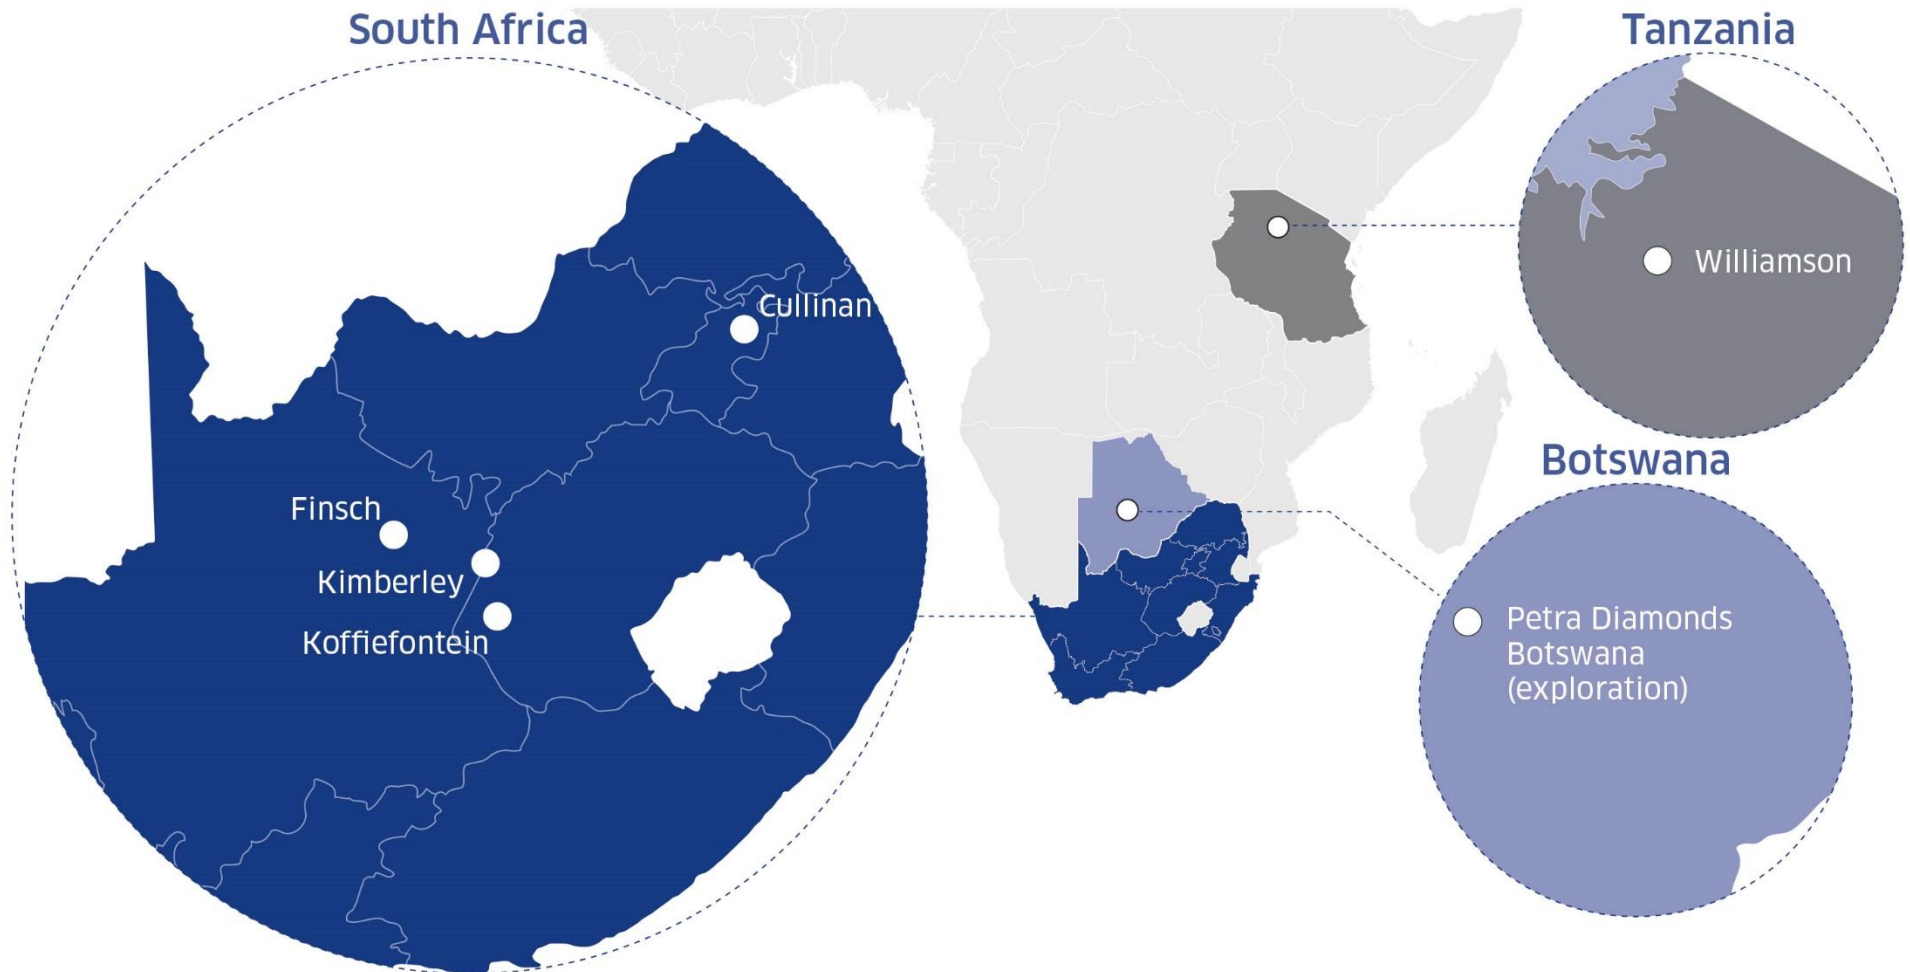 South Africa
Cullinan
Finsch
Kimberley
Koffiefontein
Tanzania
Williamson
Botswana
Petra Diamonds
Botswana
(exploration)